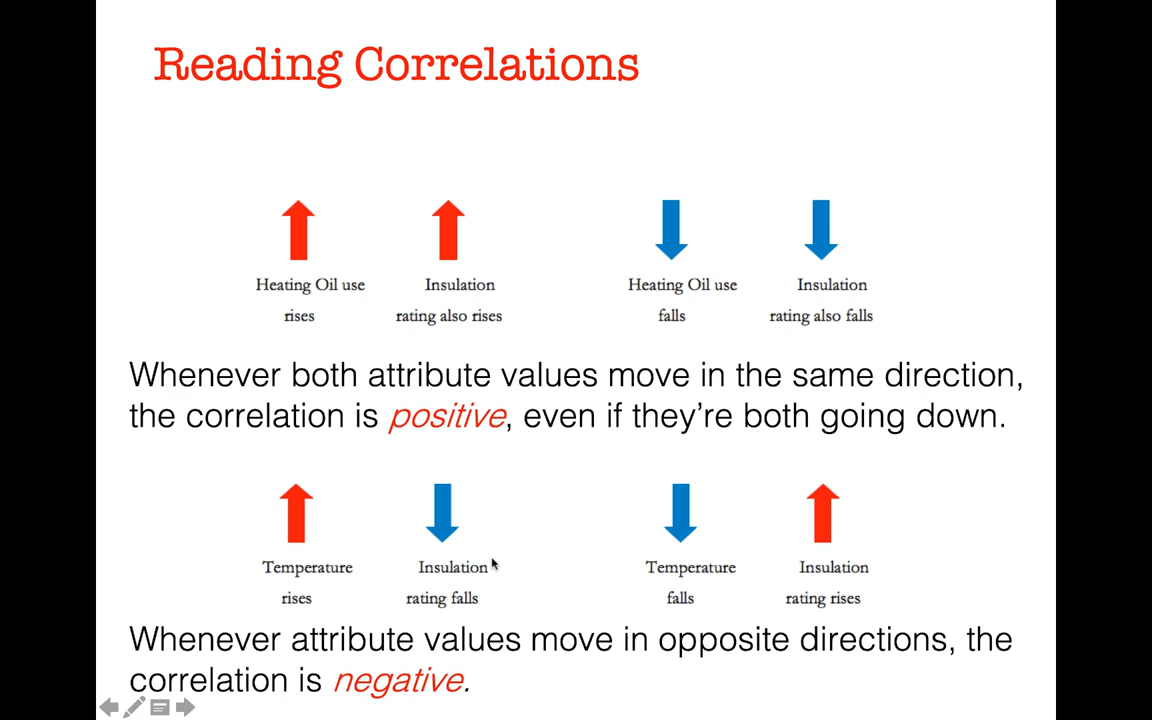 Reading Correlations
Heating Oil use Insulation Heating Oil use Insulation
rises rating also rises falls rating also falls
Whenever both attribute values move in the same direction,
the correlation is positive, even if they’re both going down.
Temperature Insulation Temperature Insulation
rises rating falls falls rating rises
Whenever attribute values move in opposite directions, the
correlation is negative.